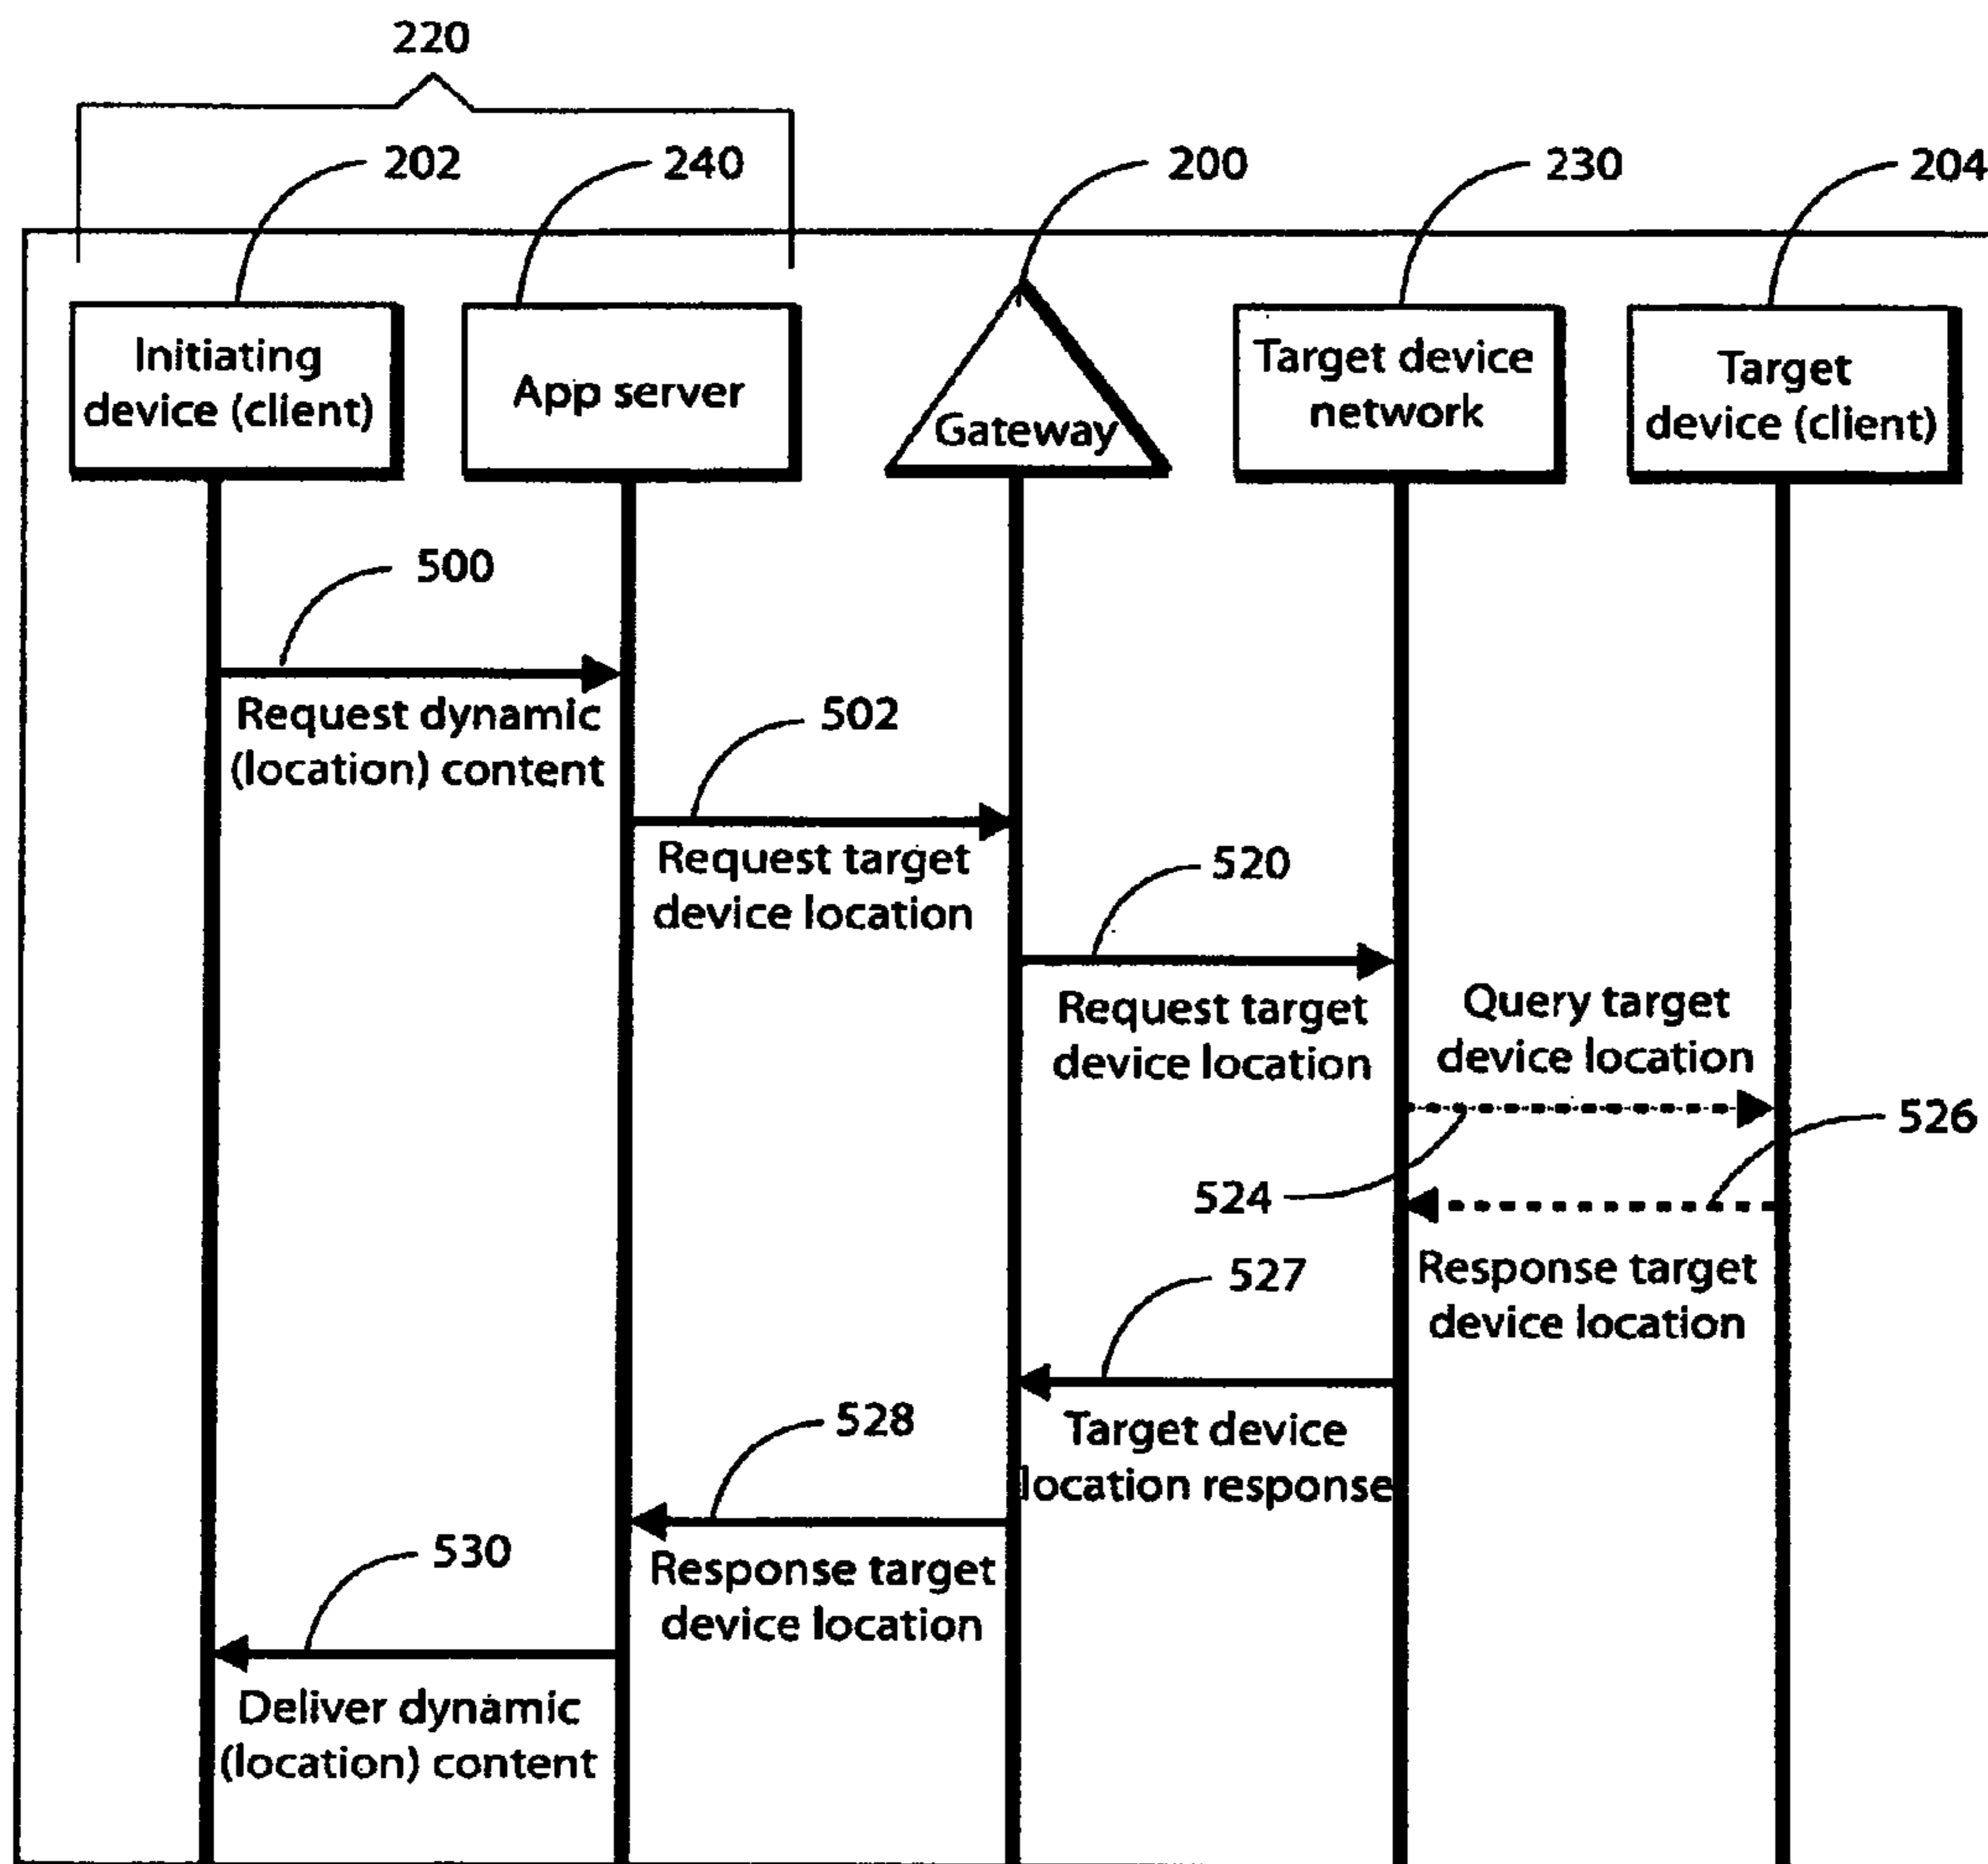 220
202
240
200
230
204
Initiating
device (client)
App server
Gateway
Target device
network
Target
device (client)
500
Request dynamic
(location) content
502
Request target
device location
520
Request target
device location
Query target
device location
524
526
Response target
device location
527
Target device
location response
528
Response target
device location
530
Deliver dynamic
(location) content